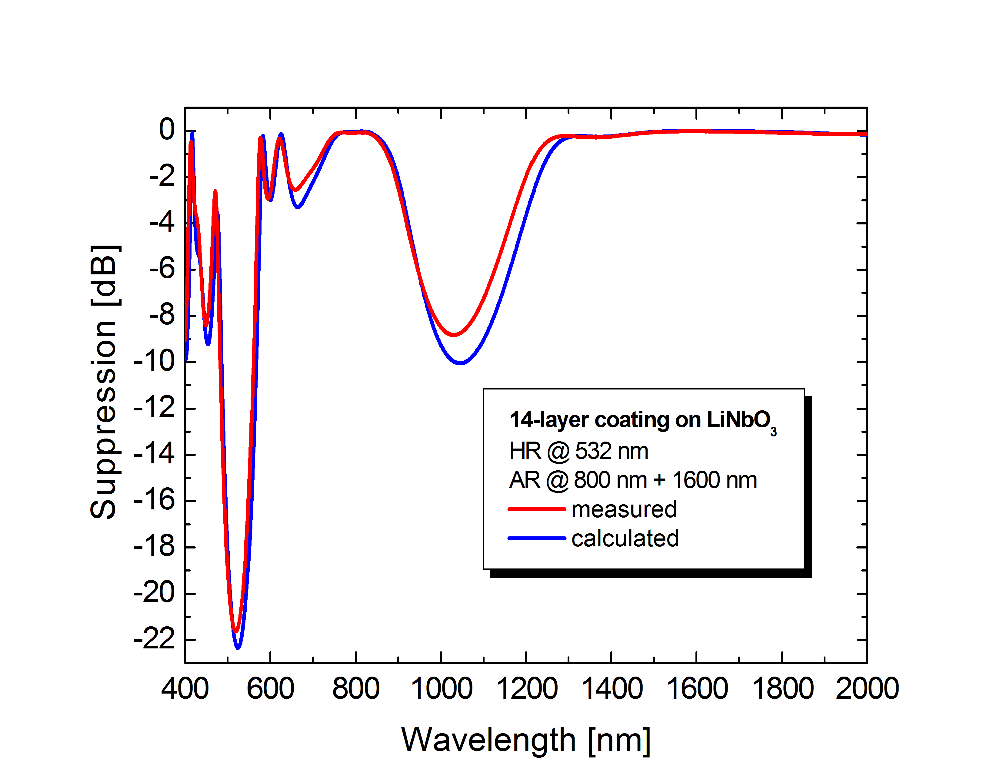 Suppression [dB]
0
-2
-4
-6
-8
-10
-12
-14
-16
-18
-20
-22
14-layer coating on LiNbO₃
HR @ 532 nm
AR @ 800 nm + 1600 nm
measured
calculated
400 600 800 1000 1200 1400 1600 1800 2000
Wavelength [nm]